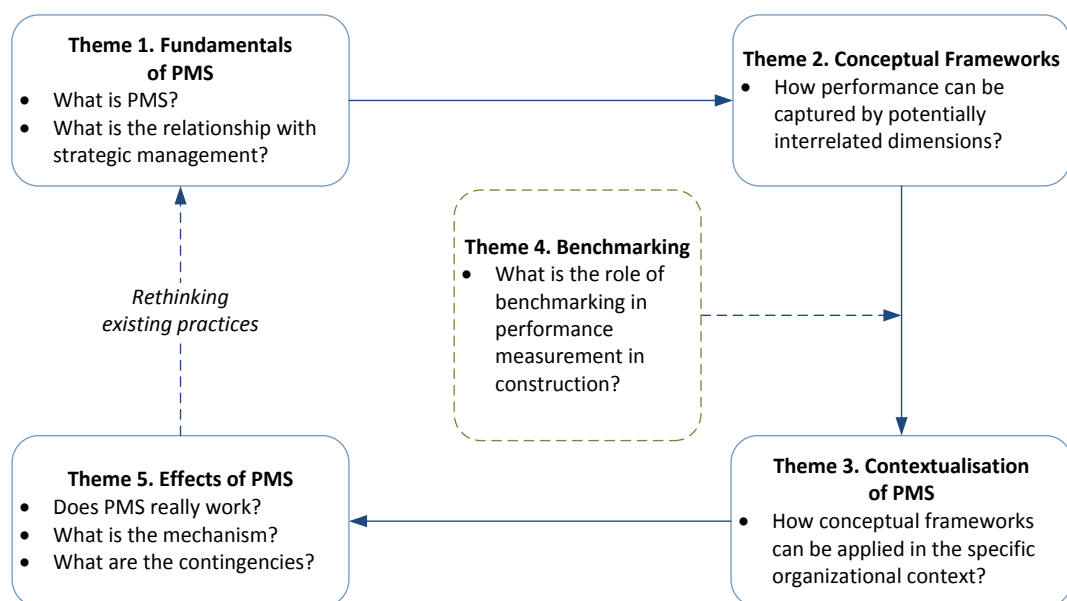 Theme 1. Fundamentals
of PMS
• What is PMS?
• What is the relationship with
strategic management?
Theme 2. Conceptual Frameworks
• How performance can be
captured by potentially
interrelated dimensions?
Theme 4. Benchmarking
• What is the role of
benchmarking in
performance
measurement in
construction?
Rethinking
existing practices
Theme 5. Effects of PMS
• Does PMS really work?
• What is the mechanism?
• What are the contingencies?
Theme 3. Contextualisation
of PMS
• How conceptual frameworks
can be applied in the specific
organizational context?